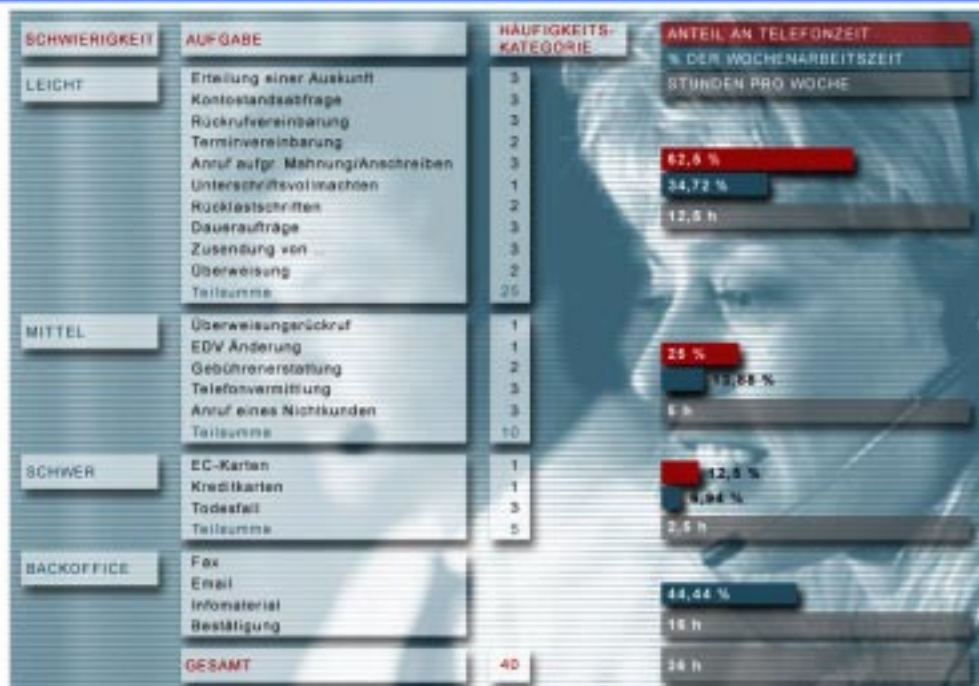 SCHWIERIGKEIT AUFGABE HÄUFIGKEITS-KATEGORIE ANTEIL AN TELEFONZEIT
% DER WOCHENARBEITSZEIT
STUNDEN PRO WOCHE
LEICHT
Erteilung einer Auskunft 3
Kontostandsabfrage 3
Rückrufvereinbarung 3
Terminvereinbarung 2
Anruf aufgr. Mahnung/Anschreiben 3
Unterschriftsvollmachten 1
Rücklastschriften 2
Daueraufträge 3
Zusendung von ... 3
Überweisung 2
Teilsumme 25
62,5 %
34,72 %
12,5 h
MITTEL
Überweisungsrückruf 1
EDV Änderung 1
Gebührenerstattung 2
Telefonvermittlung 3
Anruf eines Nichtkunden 3
Teilsumme 10
25 %
13,88 %
5 h
SCHWER
EC-Karten 1
Kreditkarten 1
Todesfall 3
Teilsumme 5
12,5 %
6,94 %
2,5 h
BACKOFFICE
Fax
Email
Infomaterial
Bestätigung
44,44 %
16 h
GESAMT 40 36 h